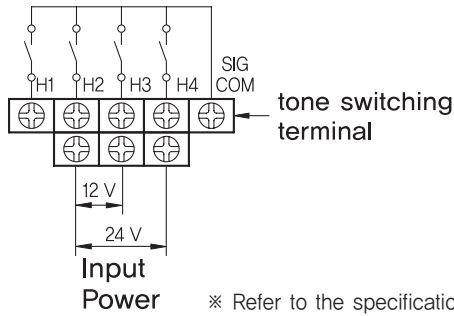 SIG
H1 H2 H3 H4 COM
tone switching
terminal
12 V
24 V
Input
Power
※ Refer to the specificatio